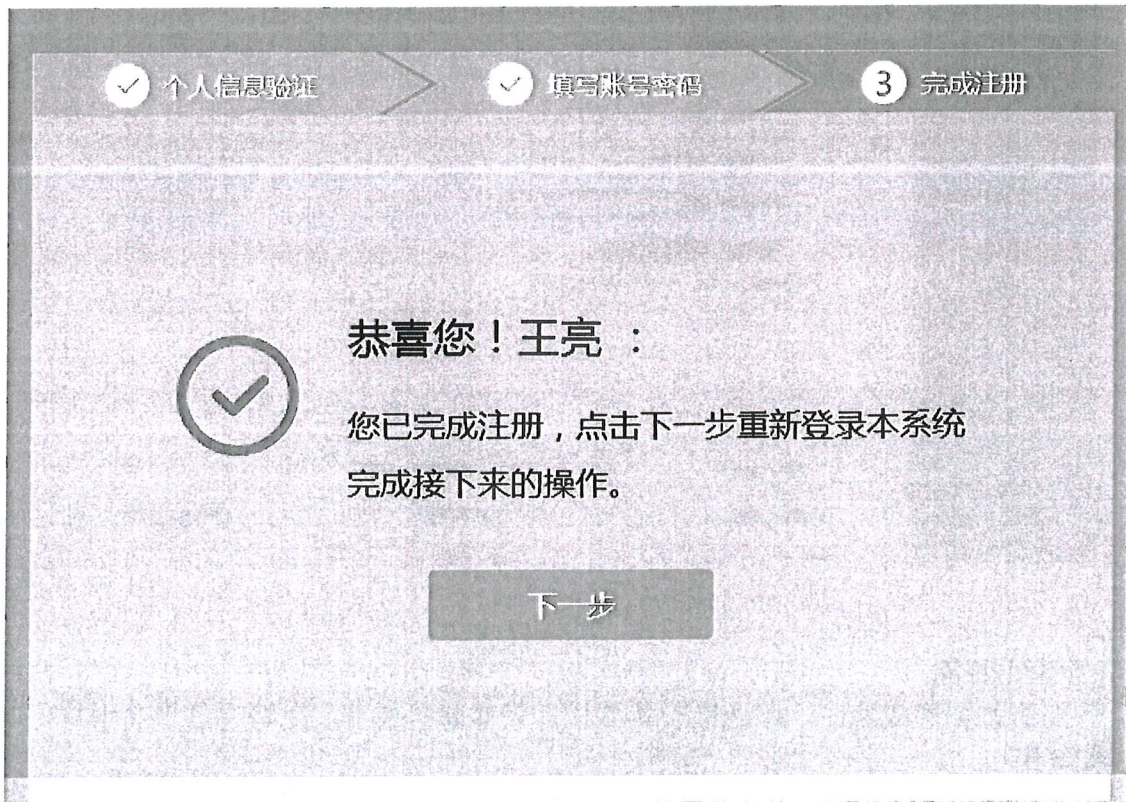 个人信息验证
填写账号密码
3 完成注册
恭喜您！王亮 ：
您已完成注册，点击下一步重新登录本系统
完成接下来的操作。
下一步